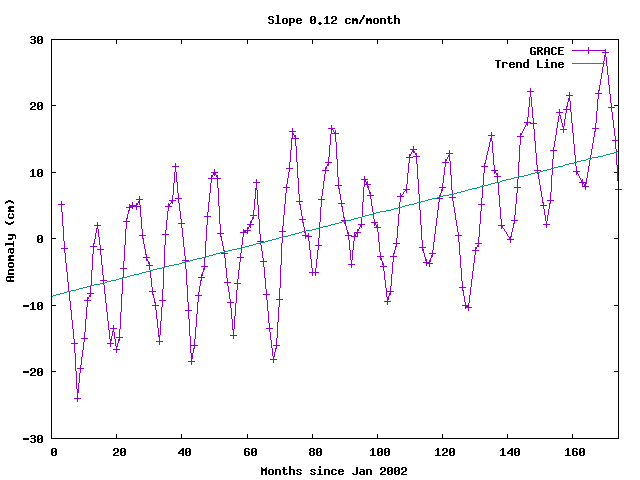 Slope 0.12 cm/month
30
20
10
0
-10
-20
-30
Anomaly (cm)
GRACE
Trend Line
0 20 40 60 80 100 120 140 160
Months since Jan 2002